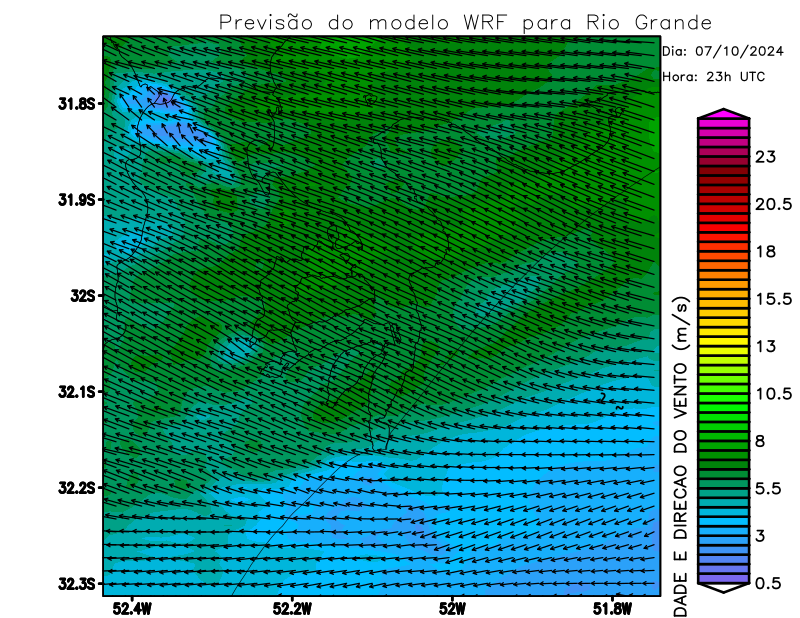 Previsão do modelo WRF para Rio Grande
Dia: 07/10/2024
Hora: 23h UTC
31.8S
31.9S
32S
32.1S
32.2S
32.3S
52.4W
52.2W
52W
51.8W
23
20.5
18
15.5
13
10.5
8
5.5
3
0.5
DADE E DIRECAO DO VENTO (m/s)